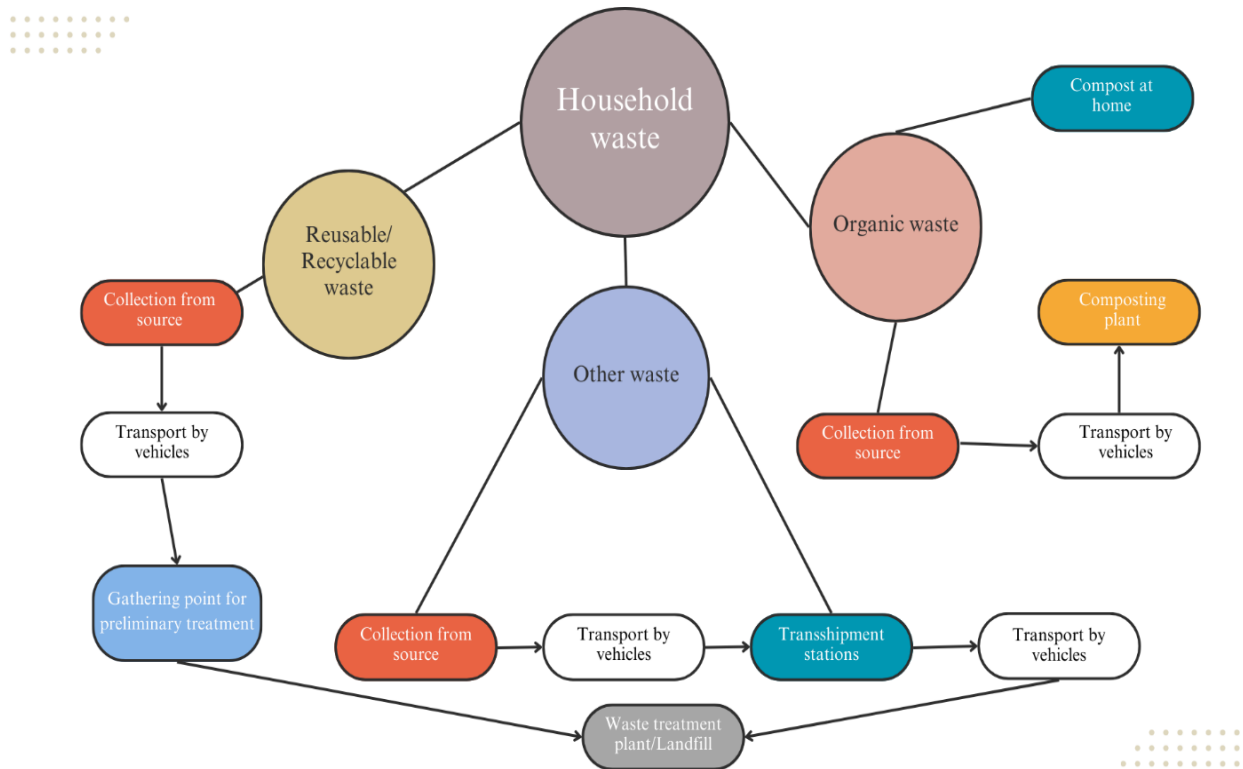 Household
waste
Compost at
home
Organic waste
Reusable/
Recyclable
waste
Collection from
source
Composting
plant
Other waste
Transport by
vehicles
Collection from
source
Transport by
vehicles
Gathering point for
preliminary treatment
Collection from
source
Transport by
vehicles
Transshipment
stations
Transport by
vehicles
Waste treatment
plant/Landfill